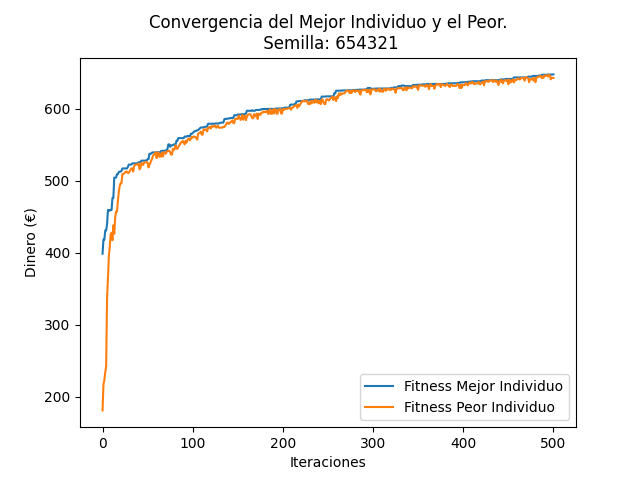 Convergencia del Mejor Individuo y el Peor.
Semilla: 654321
Dinero (€)
600
500
400
300
200
0
100
200
300
400
500
Iteraciones
Fitness Mejor Individuo
Fitness Peor Individuo